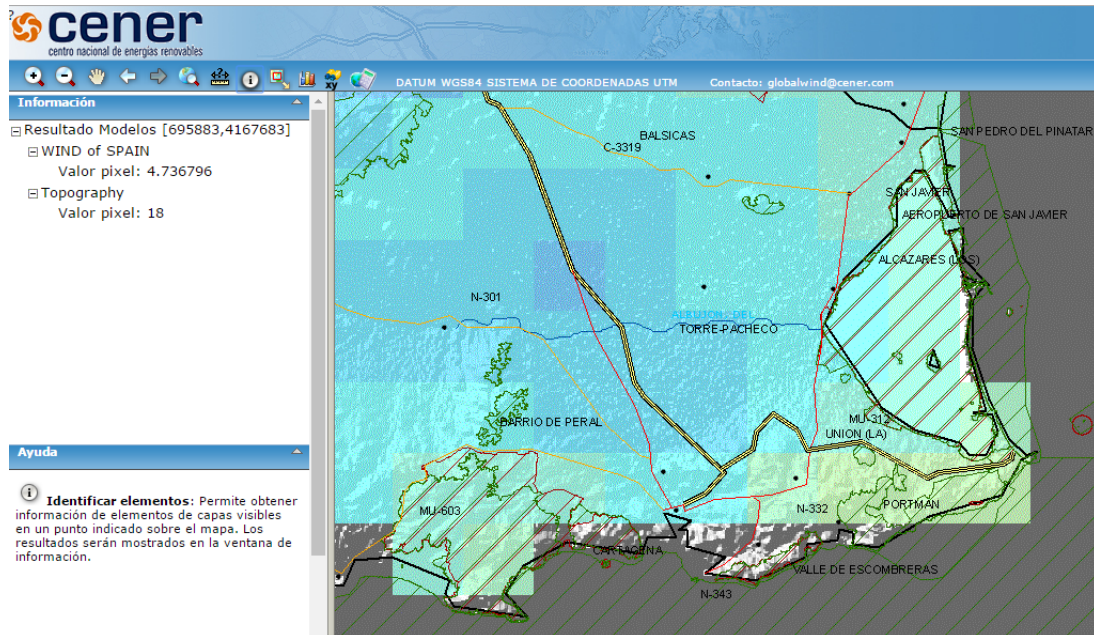 cener
centro nacional de energías renovables
xy
DATUM WGS84 SISTEMA DE COORDENADAS UTM
Contacto: globalwind@cener.com
Información
Resultado Modelos [695883,4167683]
WIND of SPAIN
Valor pixel: 4.736796
Topography
Valor pixel: 18
Ayuda
Identificar elementos: Permite obtener
información de elementos de capas visibles
en un punto indicado sobre el mapa. Los
resultados serán mostrados en la ventana de
información.
BALSICAS
C-3319
SAN PEDRO DEL PINATAR
SAN JAVIER
AEROPUERTO DE SAN JAVIER
ALCAZARES (LOS)
N-301
ALBUJON, DEL
TORRE-PACHECO
BARRIO DE PERAL
MU-312
UNION (LA)
MU-603
N-332
PORTMAN
CARTAGENA
VALLE DE ESCOMBRERAS
N-343